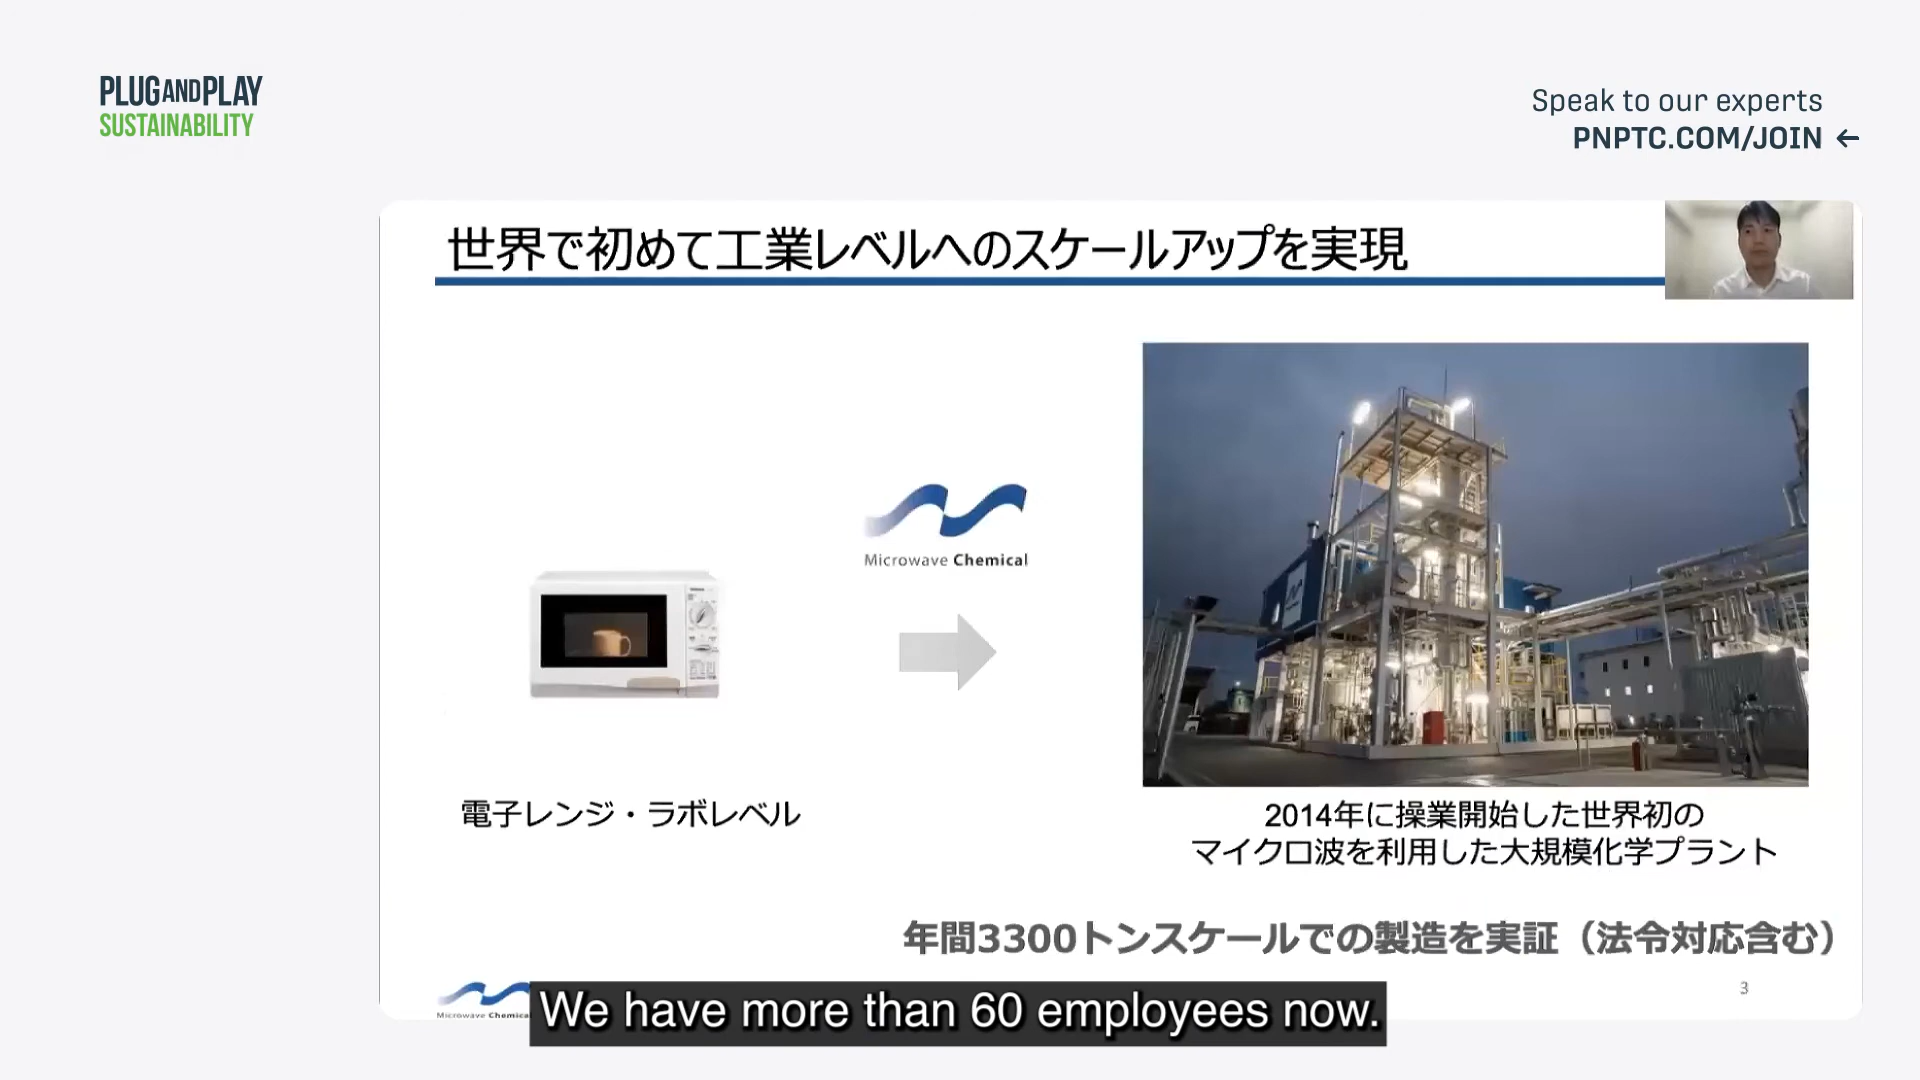 PLUGANDPLAY
SUSTAINABILITY
Speak to our experts
PNPTC.COM/JOIN ←
世界で初めて工業レベルへのスケールアップを実現
Microwave Chemical
電子レンジ・ラボレベル
2014年に操業開始した世界初の
マイクロ波を利用した大規模化学プラント
年間3300トンスケールでの製造を実証（法令対応含む）
3
Microwave Chemical
We have more than 60 employees now.